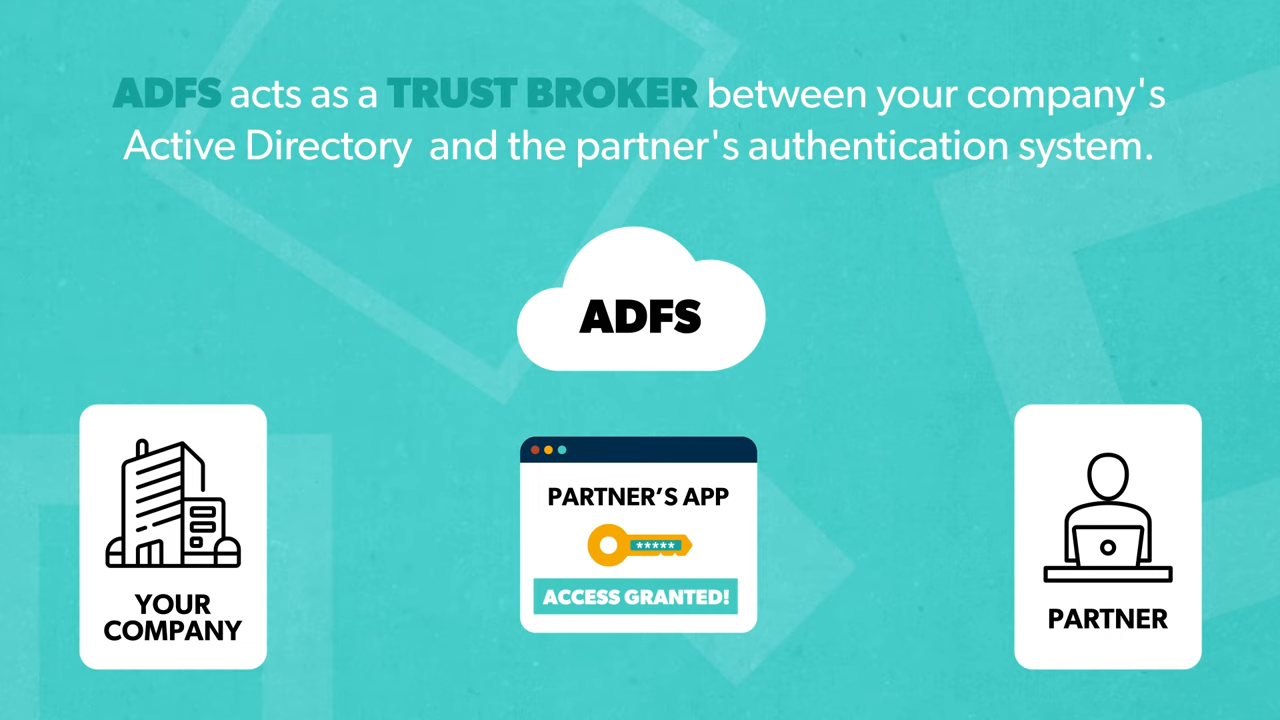 ADFS acts as a TRUST BROKER between your company's
Active Directory and the partner's authentication system.
ADFS
YOUR
COMPANY
PARTNER'S APP
*****
ACCESS GRANTED!
PARTNER